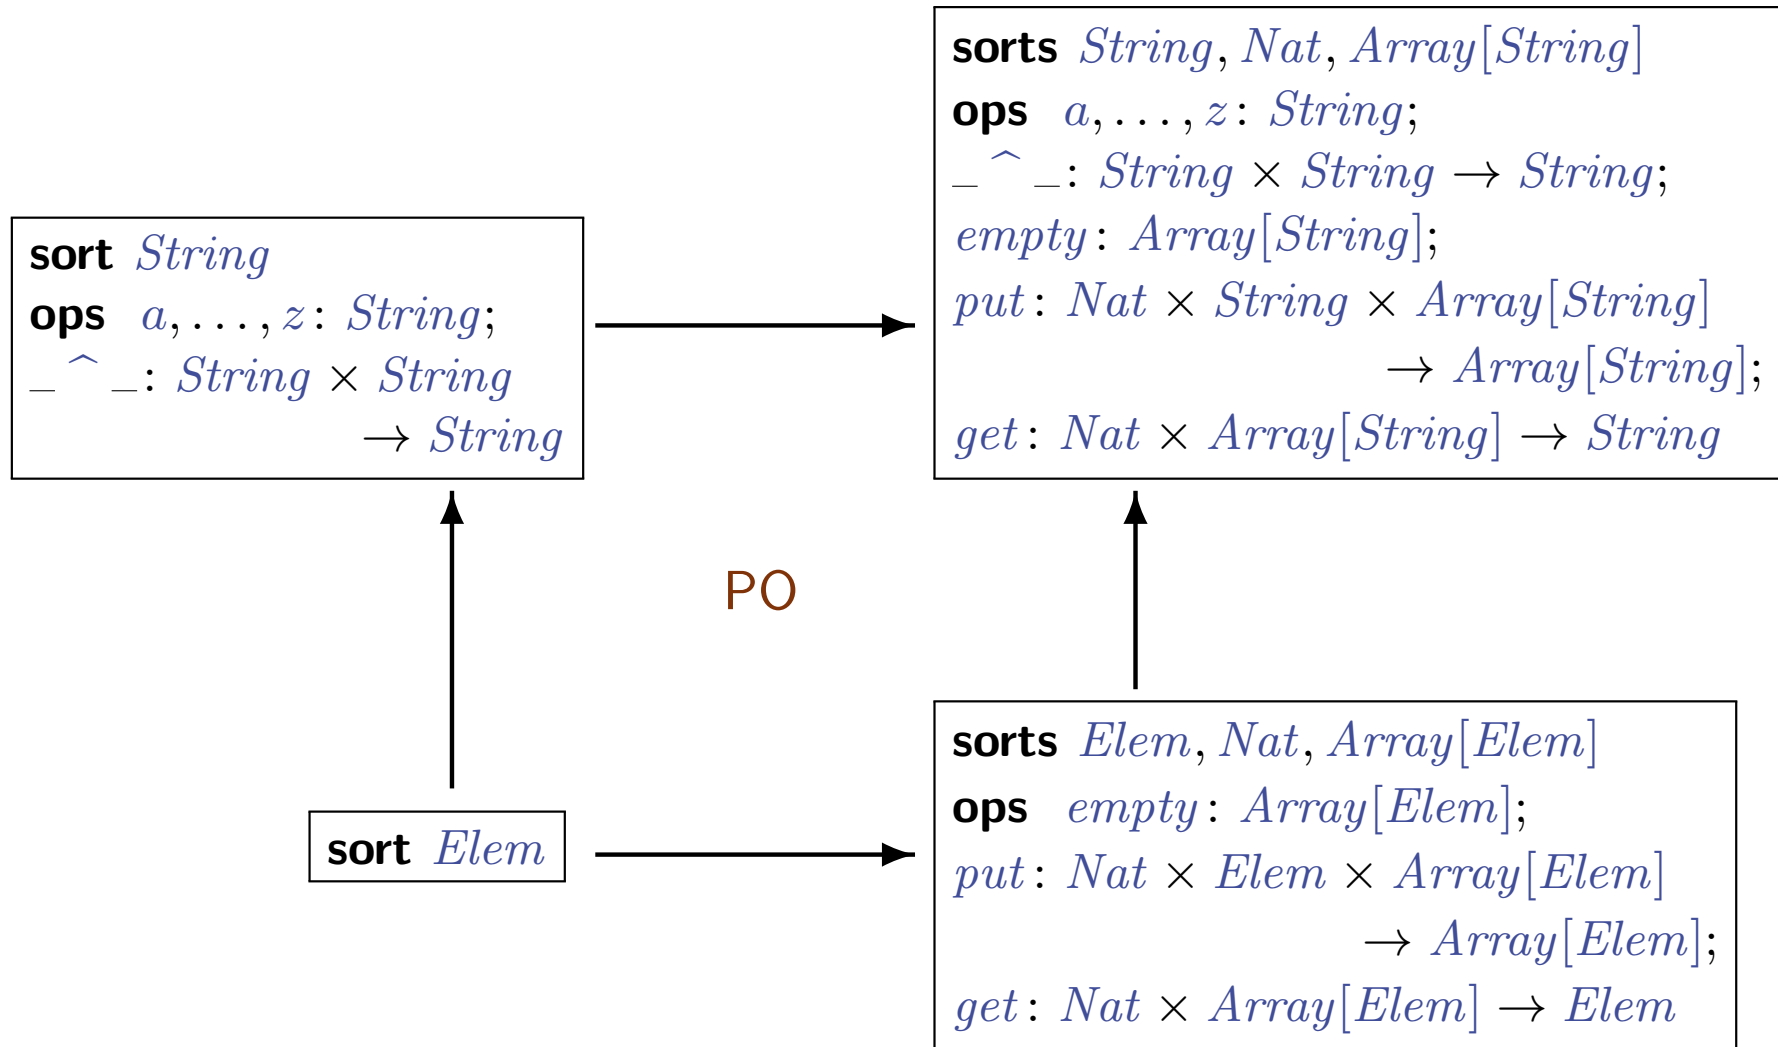 sort String
ops a, . . . , z : String;
_ ^ _ : String × String
→ String
sorts String, Nat, Array[String]
ops a, . . . , z : String;
_ ^ _ : String × String → String;
empty : Array[String];
put : Nat × String × Array[String]
→ Array[String];
get : Nat × Array[String] → String
PO
sort Elem
sorts Elem, Nat, Array[Elem]
ops empty : Array[Elem];
put : Nat × Elem × Array[Elem]
→ Array[Elem];
get : Nat × Array[Elem] → Elem